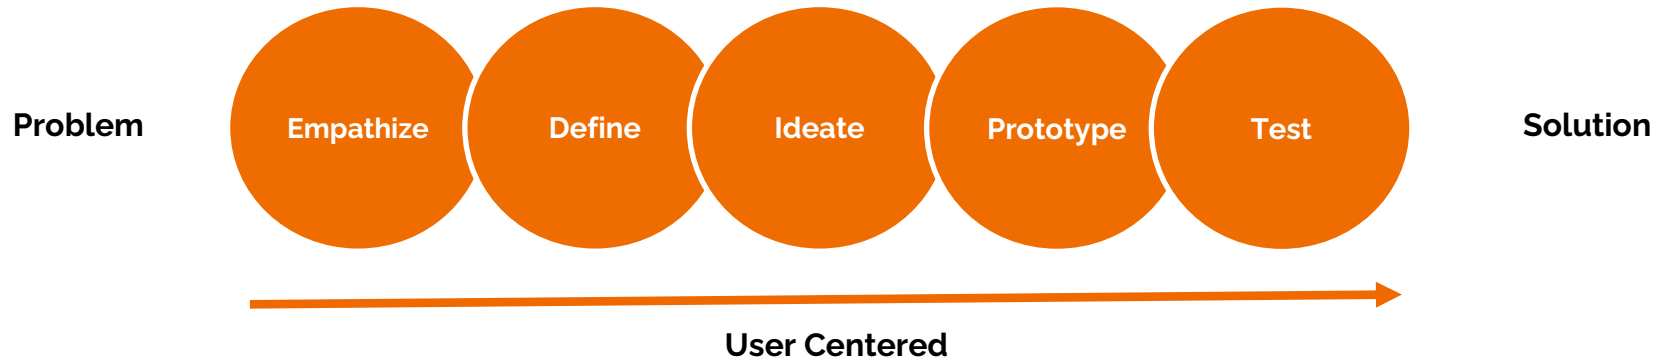 Problem
Empathize
Define
Ideate
Prototype
Test
Solution
User Centered